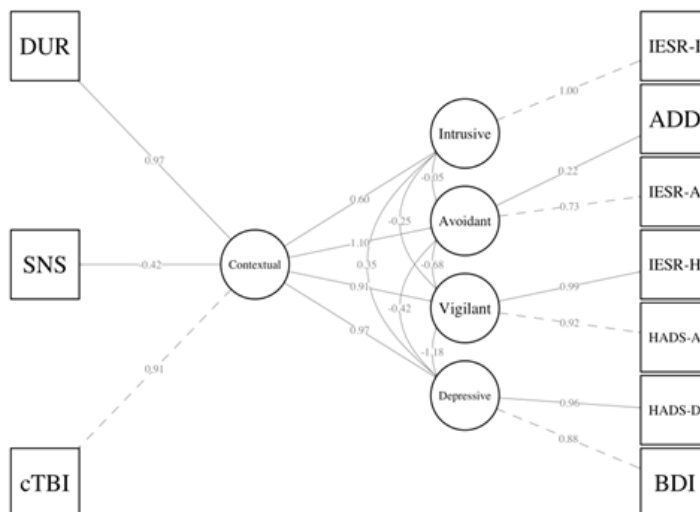 DUR
SNS
cTBI
0.97
-0.42
0.91
Contextual
0.60
1.10
0.91
0.97
Intrusive
Avoidant
Vigilant
Depressive
-0.05
-0.25
0.35
-0.68
-0.42
-1.18
1.00
0.22
0.73
0.99
0.92
0.96
0.88
IESR-I
ADD
IESR-A
IESR-H
HADS-A
HADS-D
BDI